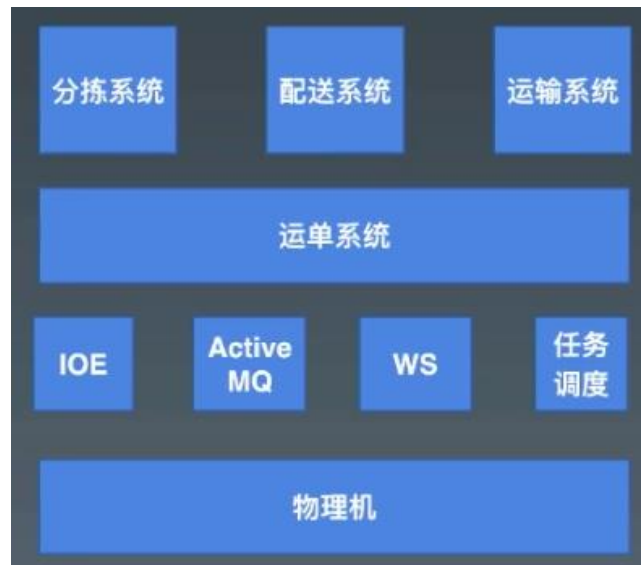 分拣系统
配送系统
运输系统
运单系统
IOE
Active
MQ
WS
任务
调度
物理机